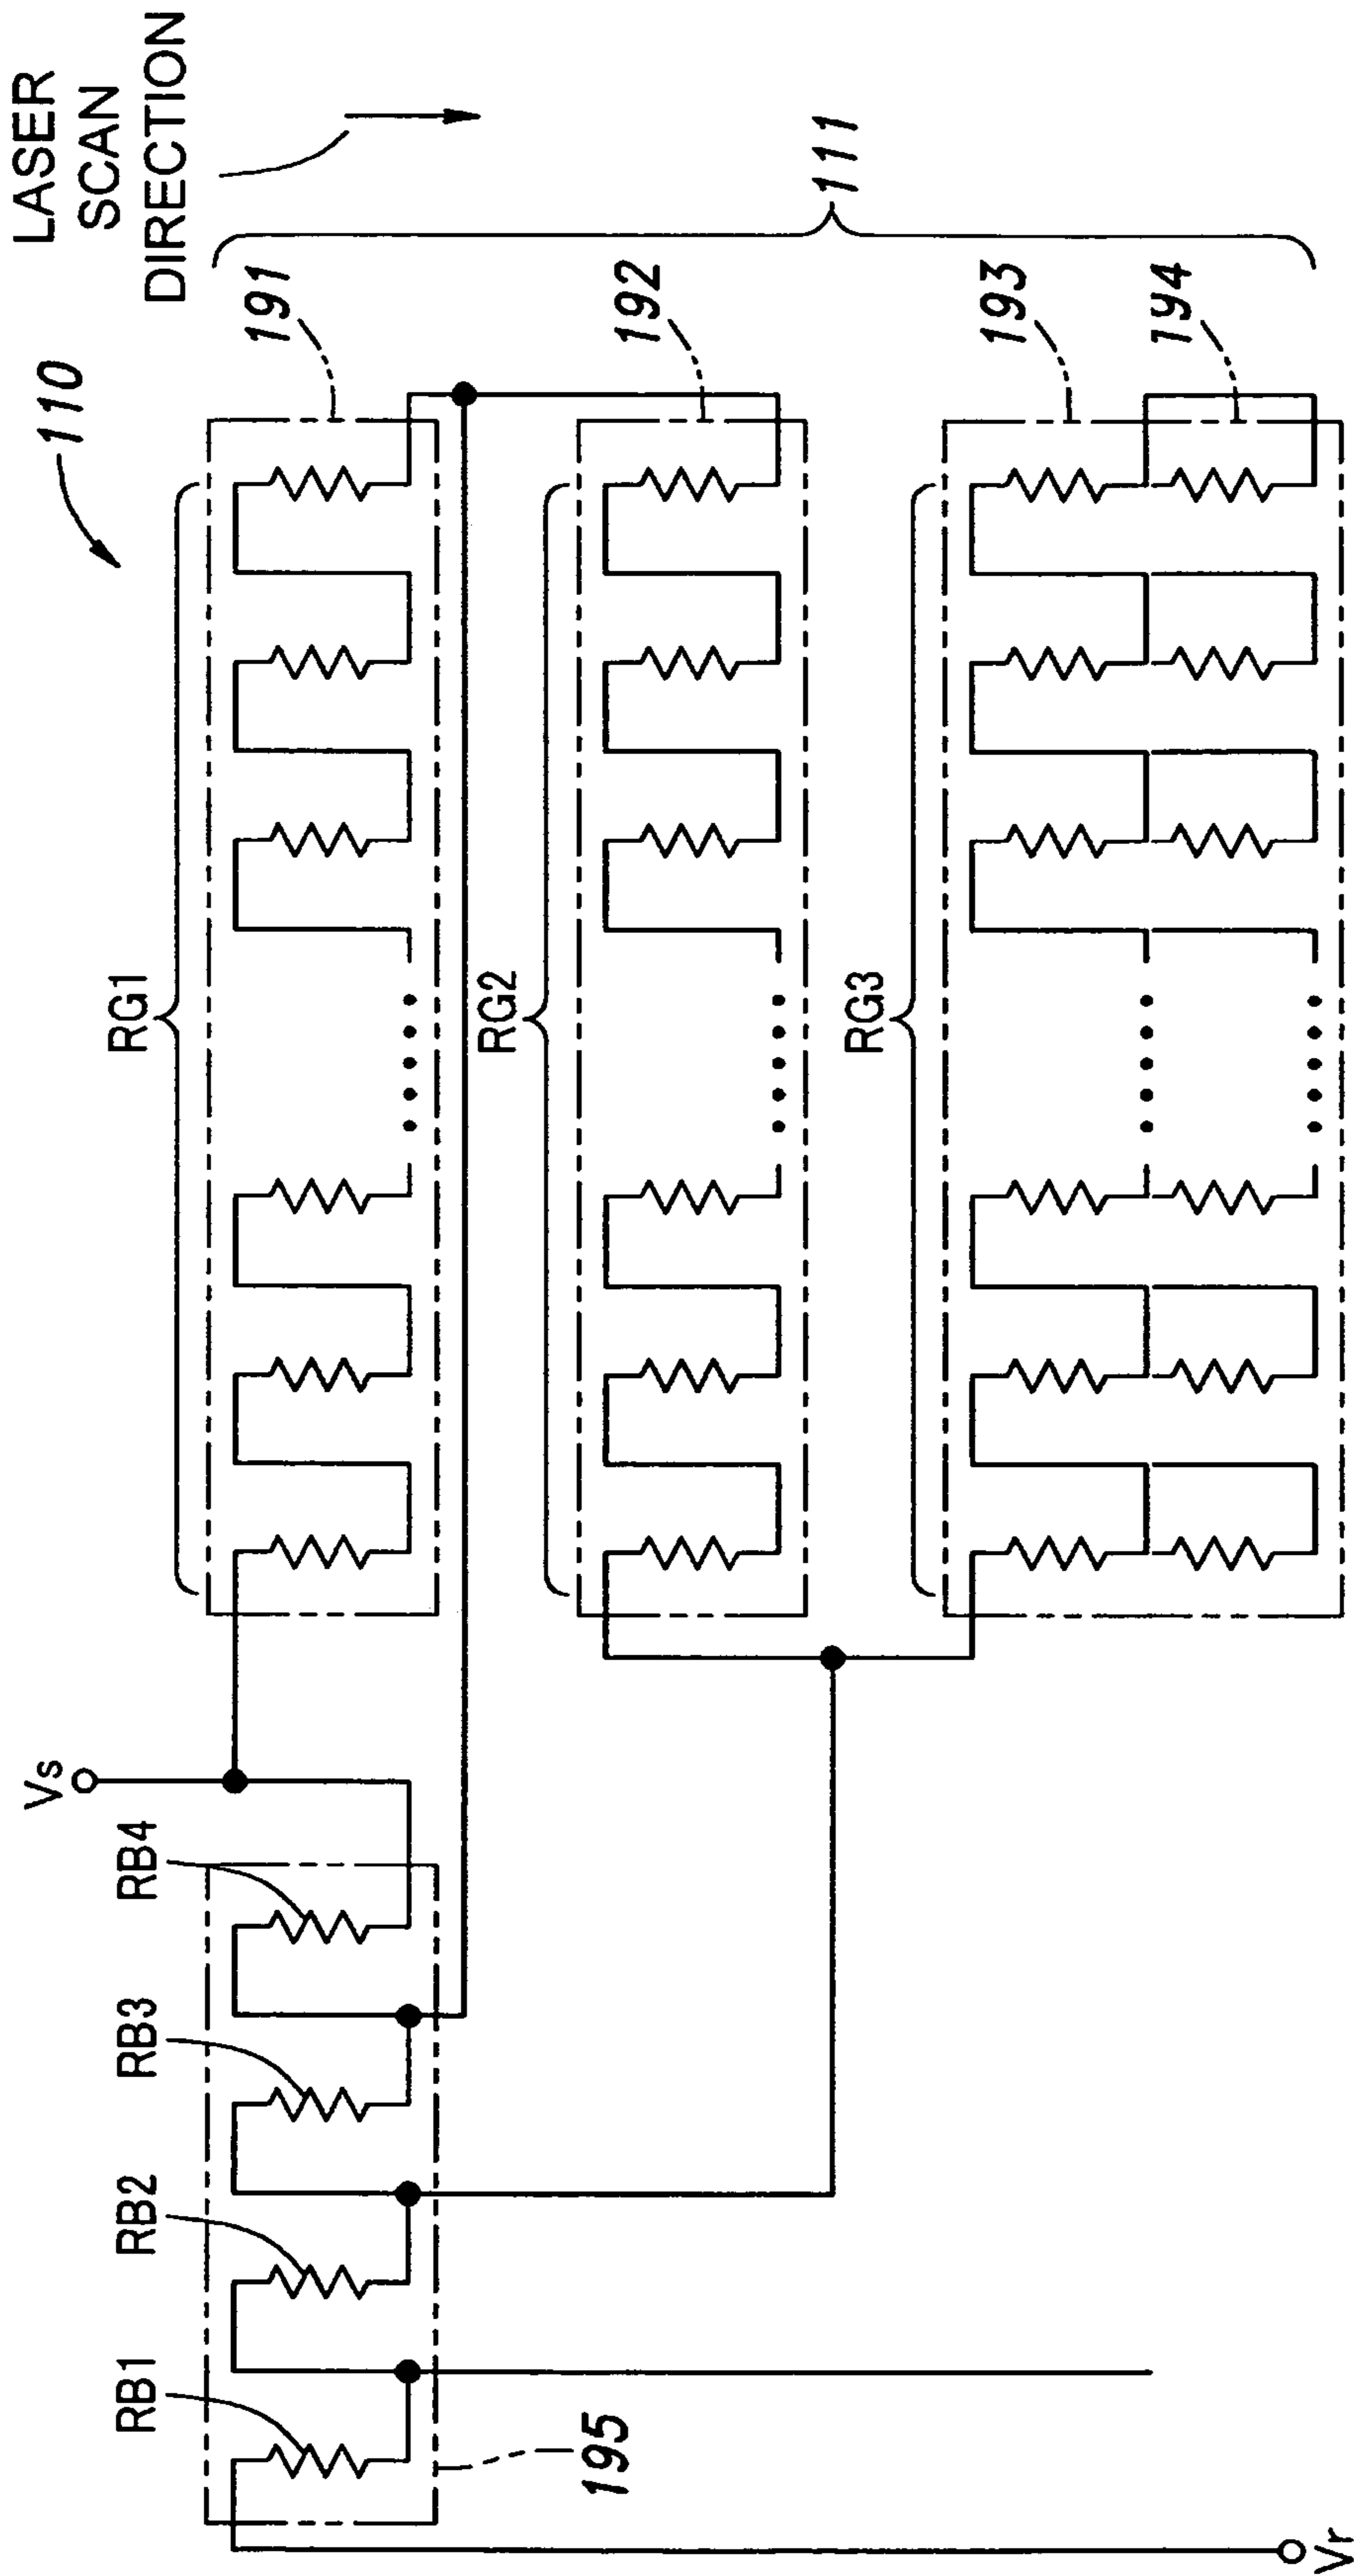 LASER
SCAN
DIRECTION
110
111
191
192
193
194
RG1
RG2
RG3
Vs
RB4
RB3
RB2
RB1
195
Vr